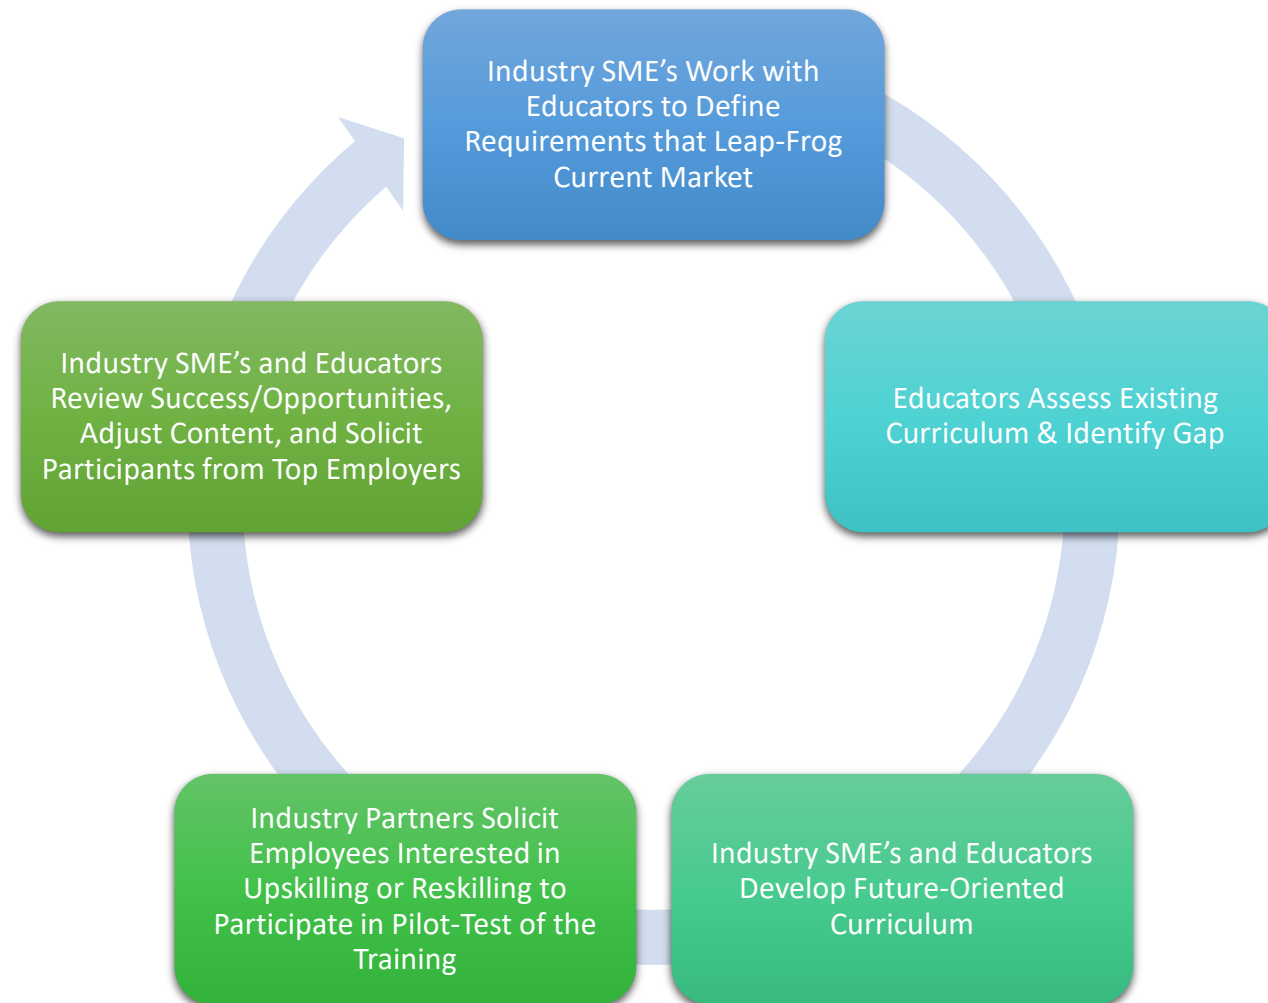 Industry SME’s Work with
Educators to Define
Requirements that Leap-Frog
Current Market
Educators Assess Existing
Curriculum & Identify Gap
Industry SME’s and Educators
Develop Future-Oriented
Curriculum
Industry Partners Solicit
Employees Interested in
Upskilling or Reskilling to
Participate in Pilot-Test of the
Training
Industry SME’s and Educators
Review Success/Opportunities,
Adjust Content, and Solicit
Participants from Top Employers